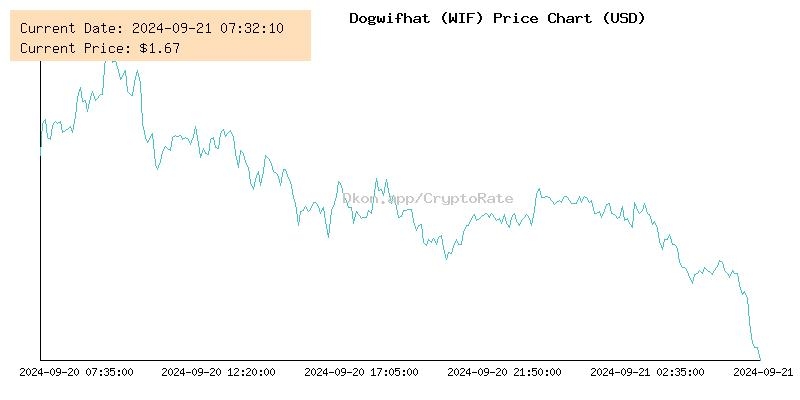 Dogwifhat (WIF) Price Chart (USD)
Current Date: 2024-09-21 07:32:10
Current Price: $1.67
Dkon.app/CryptoRate
2024-09-20 07:35:00 2024-09-20 12:20:00 2024-09-20 17:05:00 2024-09-20 21:50:00 2024-09-21 02:35:00 2024-09-21